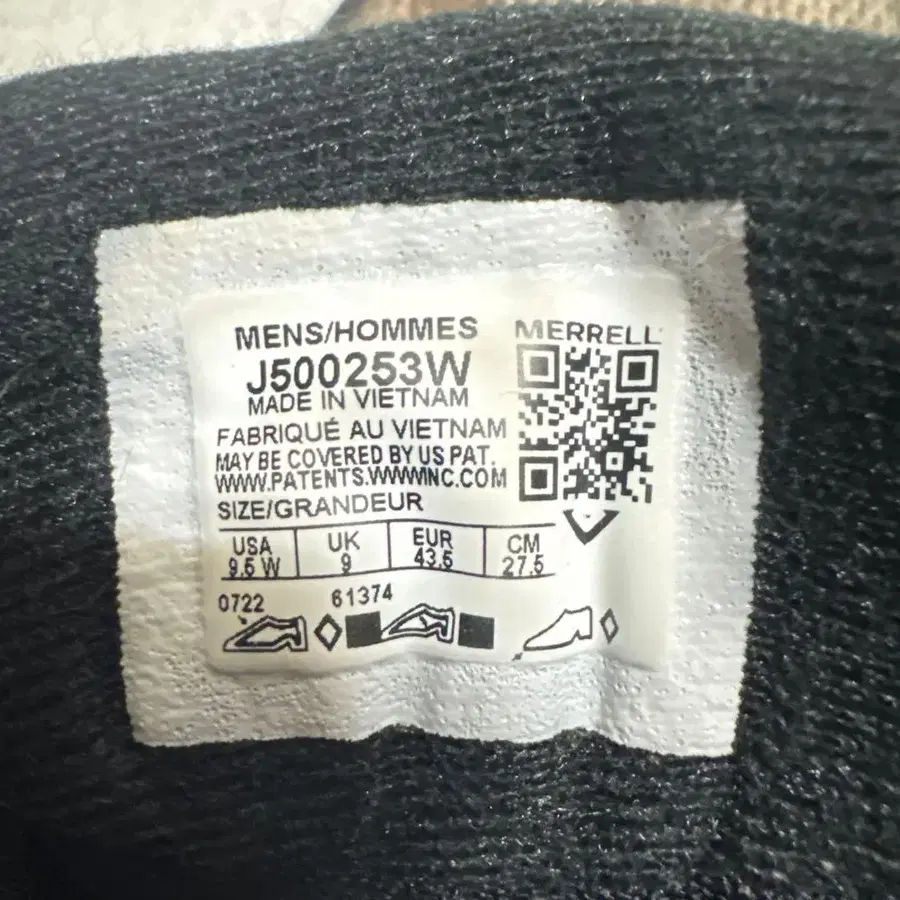 MENS/HOMMES
MERRELL
J500253W
MADE IN VIETNAM
FABRIQUÉ AU VIETNAM
MAY BE COVERED BY US PAT.
WWW.PATENTS.WWWINC.COM
SIZE/GRANDEUR
USA UK EUR CM
9.5 W 9 43.5 27.5
0722 61374